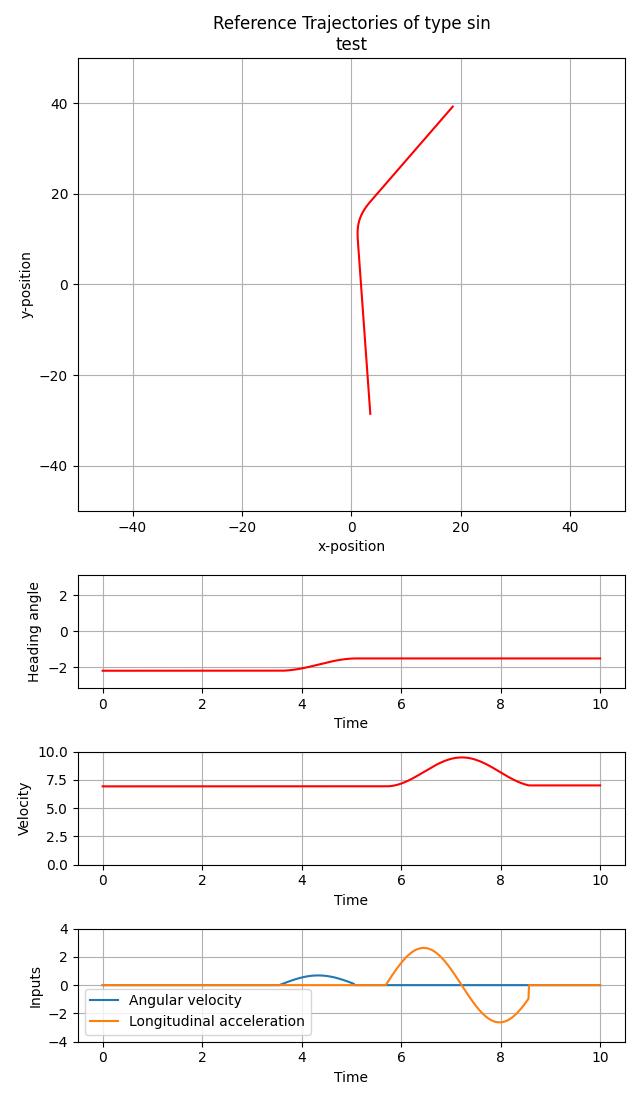 Reference Trajectories of type sin
test
40
20
0
−20
−40
y-position
−40 −20 0 20 40
x-position
2
0
−2
Heading angle
0 2 4 6 8 10
Time
10.0
7.5
5.0
2.5
0.0
Velocity
0 2 4 6 8 10
Time
4
2
0
−2
−4
Inputs
Angular velocity
Longitudinal acceleration
0 2 4 6 8 10
Time